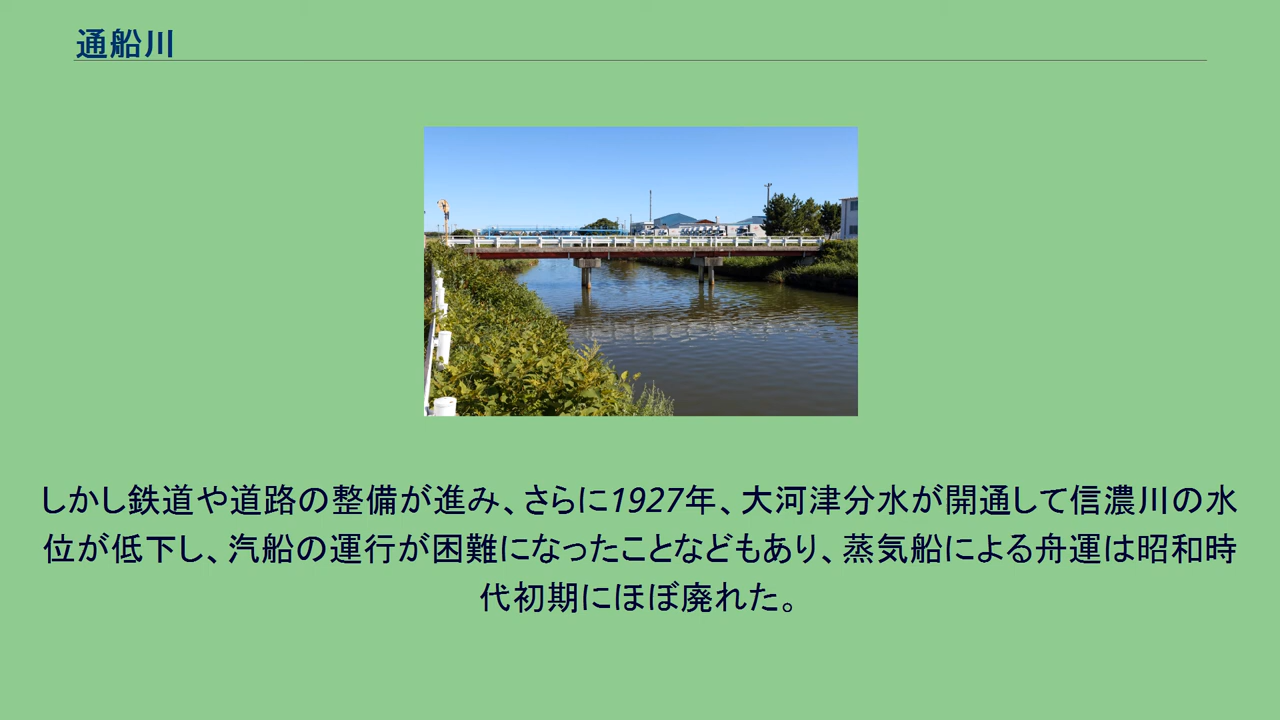 通船川
しかし鉄道や道路の整備が進み、さらに1927年、大河津分水が開通して信濃川の水
位が低下し、汽船の運行が困難になったことなどもあり、蒸気船による舟運は昭和時
代初期にほぼ廃れた。